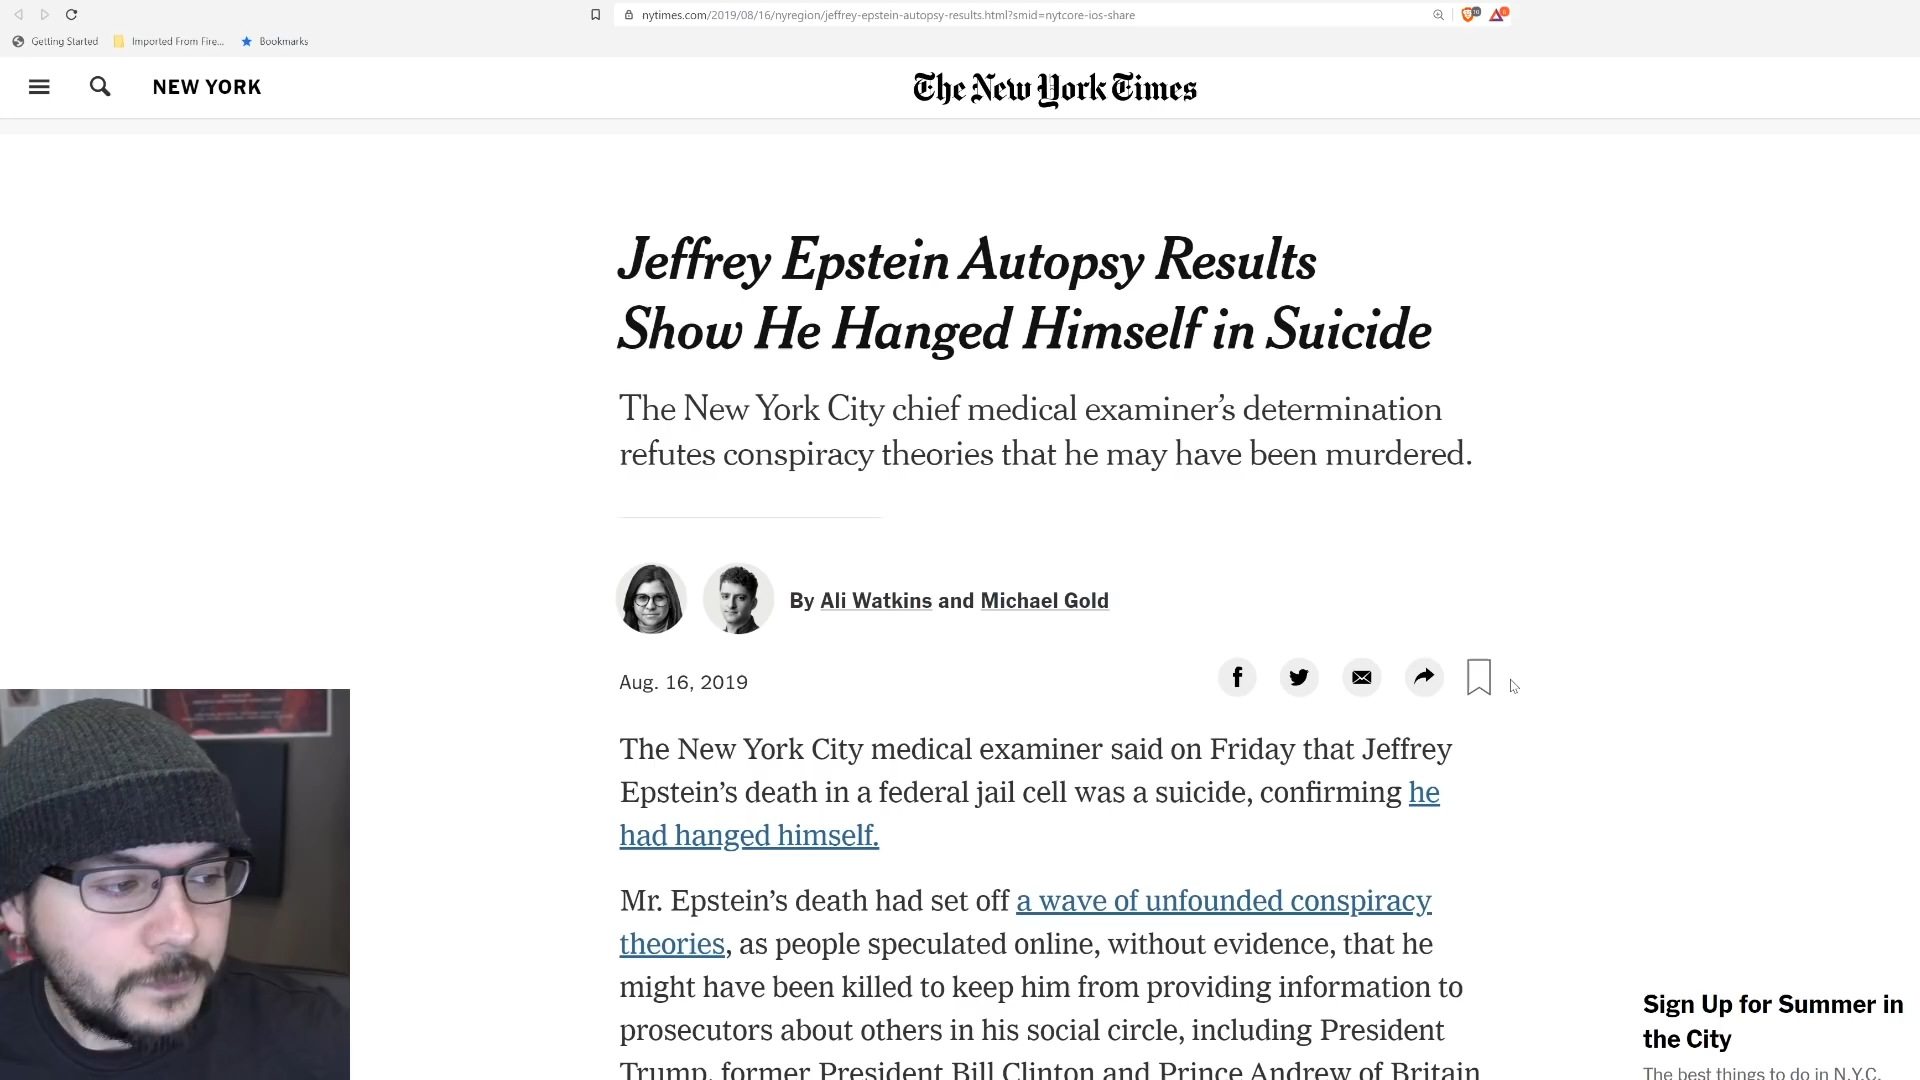 nytimes.com/2019/08/16/nyregion/jeffrey-epstein-autopsy-results.html?smid=nytcore-ios-share
Getting Started
Imported From Fire...
Bookmarks
NEW YORK
The New York Times
Jeffrey Epstein Autopsy Results
Show He Hanged Himself in Suicide
The New York City chief medical examiner’s determination
refutes conspiracy theories that he may have been murdered.
By Ali Watkins and Michael Gold
Aug. 16, 2019
The New York City medical examiner said on Friday that Jeffrey
Epstein’s death in a federal jail cell was a suicide, confirming he
had hanged himself.
Mr. Epstein’s death had set off a wave of unfounded conspiracy
theories, as people speculated online, without evidence, that he
might have been killed to keep him from providing information to
prosecutors about others in his social circle, including President
Trump, former President Bill Clinton and Prince Andrew of Britain
Sign Up for Summer in
the City
The best things to do in N.Y.C.